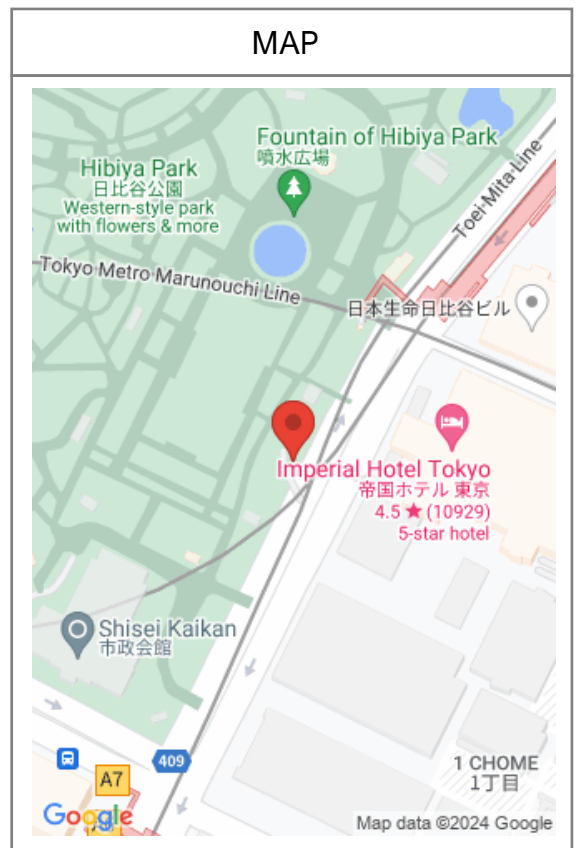 MAP
Fountain of Hibiya Park
噴水広場
Hibiya Park
日比谷公園
Western-style park
with flowers & more
Toei Mita Line
Tokyo Metro Marunouchi Line
日本生命日比谷ビル
Imperial Hotel Tokyo
帝国ホテル 東京
4.5 ★ (10929)
5-star hotel
Shisei Kaikan
市政会館
409
1 CHOME
1丁目
A7
Google
Map data ©2024 Google